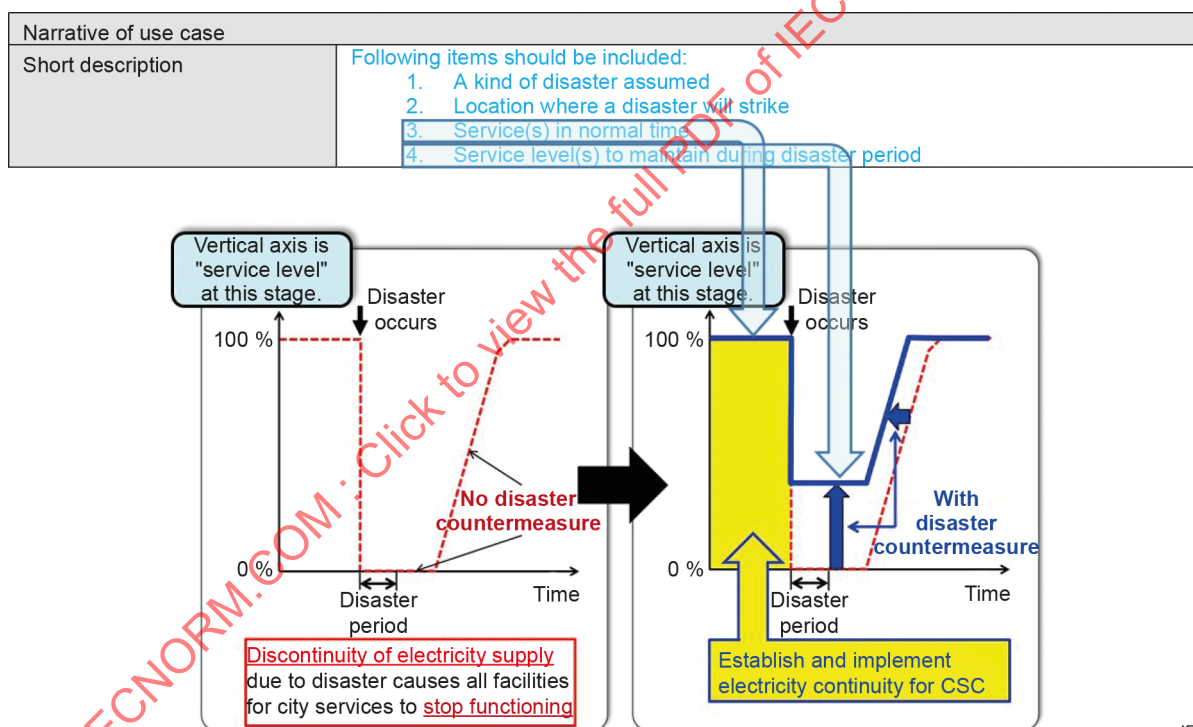 Narrative of use case
Short description
Following items should be included:
1. A kind of disaster assumed
2. Location where a disaster will strike
3. Service(s) in normal time
4. Service level(s) to maintain during disaster period
Vertical axis is
"service level"
at this stage.
Disaster
occurs
100 %
0 %
No disaster
countermeasure
Time
Disaster
period
Discontinuity of electricity supply
due to disaster causes all facilities
for city services to stop functioning
Vertical axis is
"service level"
at this stage.
Disaster
occurs
100 %
0 %
With
disaster
countermeasure
Time
Disaster
period
Establish and implement
electricity continuity for CSC
ECNORM.COM : Click to view the full PDF of IEC